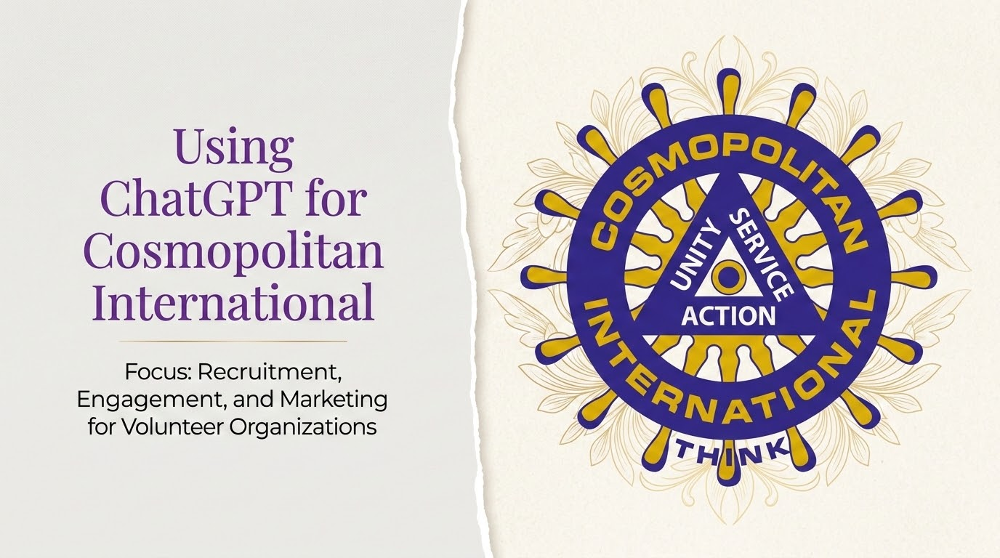 Using
ChatGPT for
Cosmopolitan
International
Focus: Recruitment,
Engagement, and Marketing
for Volunteer Organizations
COSMOPOLITAN
UNITY
SERVICE
ACTION
INTERNATIONAL
THINK